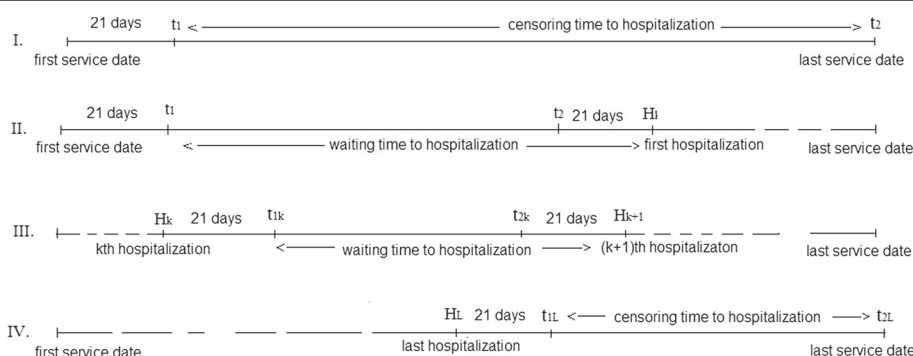 21 days t1 < censoring time to hospitalization > t2
I.
first service date last service date
21 days t1 t2 21 days Hi
II.
first service date < waiting time to hospitalization > first hospitalization last service date
Hk 21 days t1k t2k 21 days Hk+1
III.
kth hospitalization < waiting time to hospitalization > (k+1)th hospitalizaton last service date
HL 21 days t1L < censoring time to hospitalization > t2L
IV.
first service date last hospitalization last service date